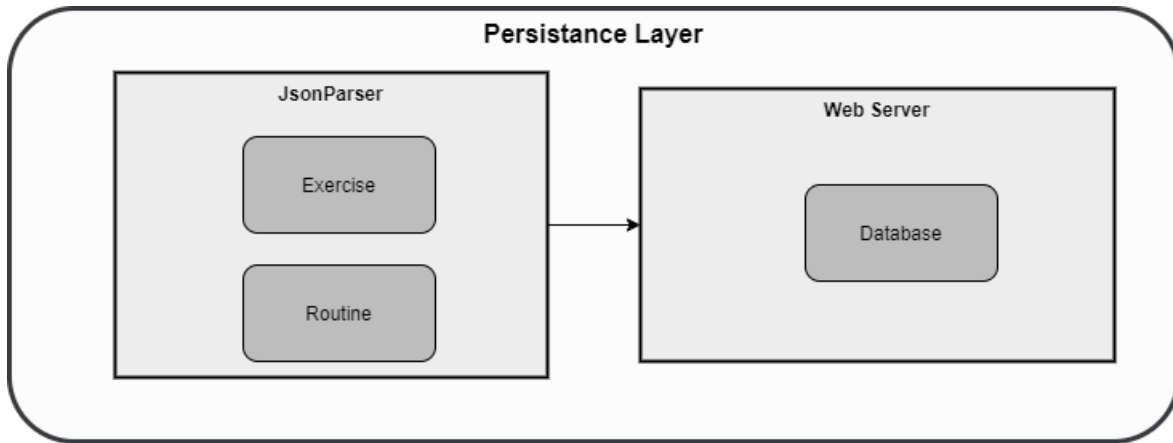 Persistance Layer
JsonParser
Exercise
Routine
Web Server
Database